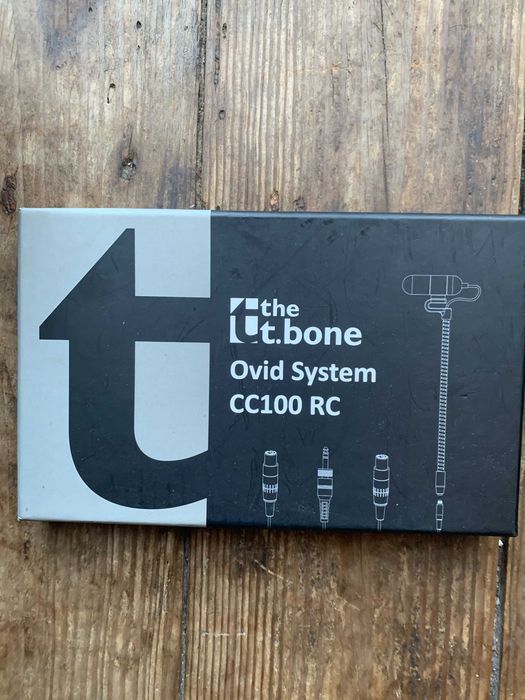 the
t.bone
Ovid System
CC100 RC